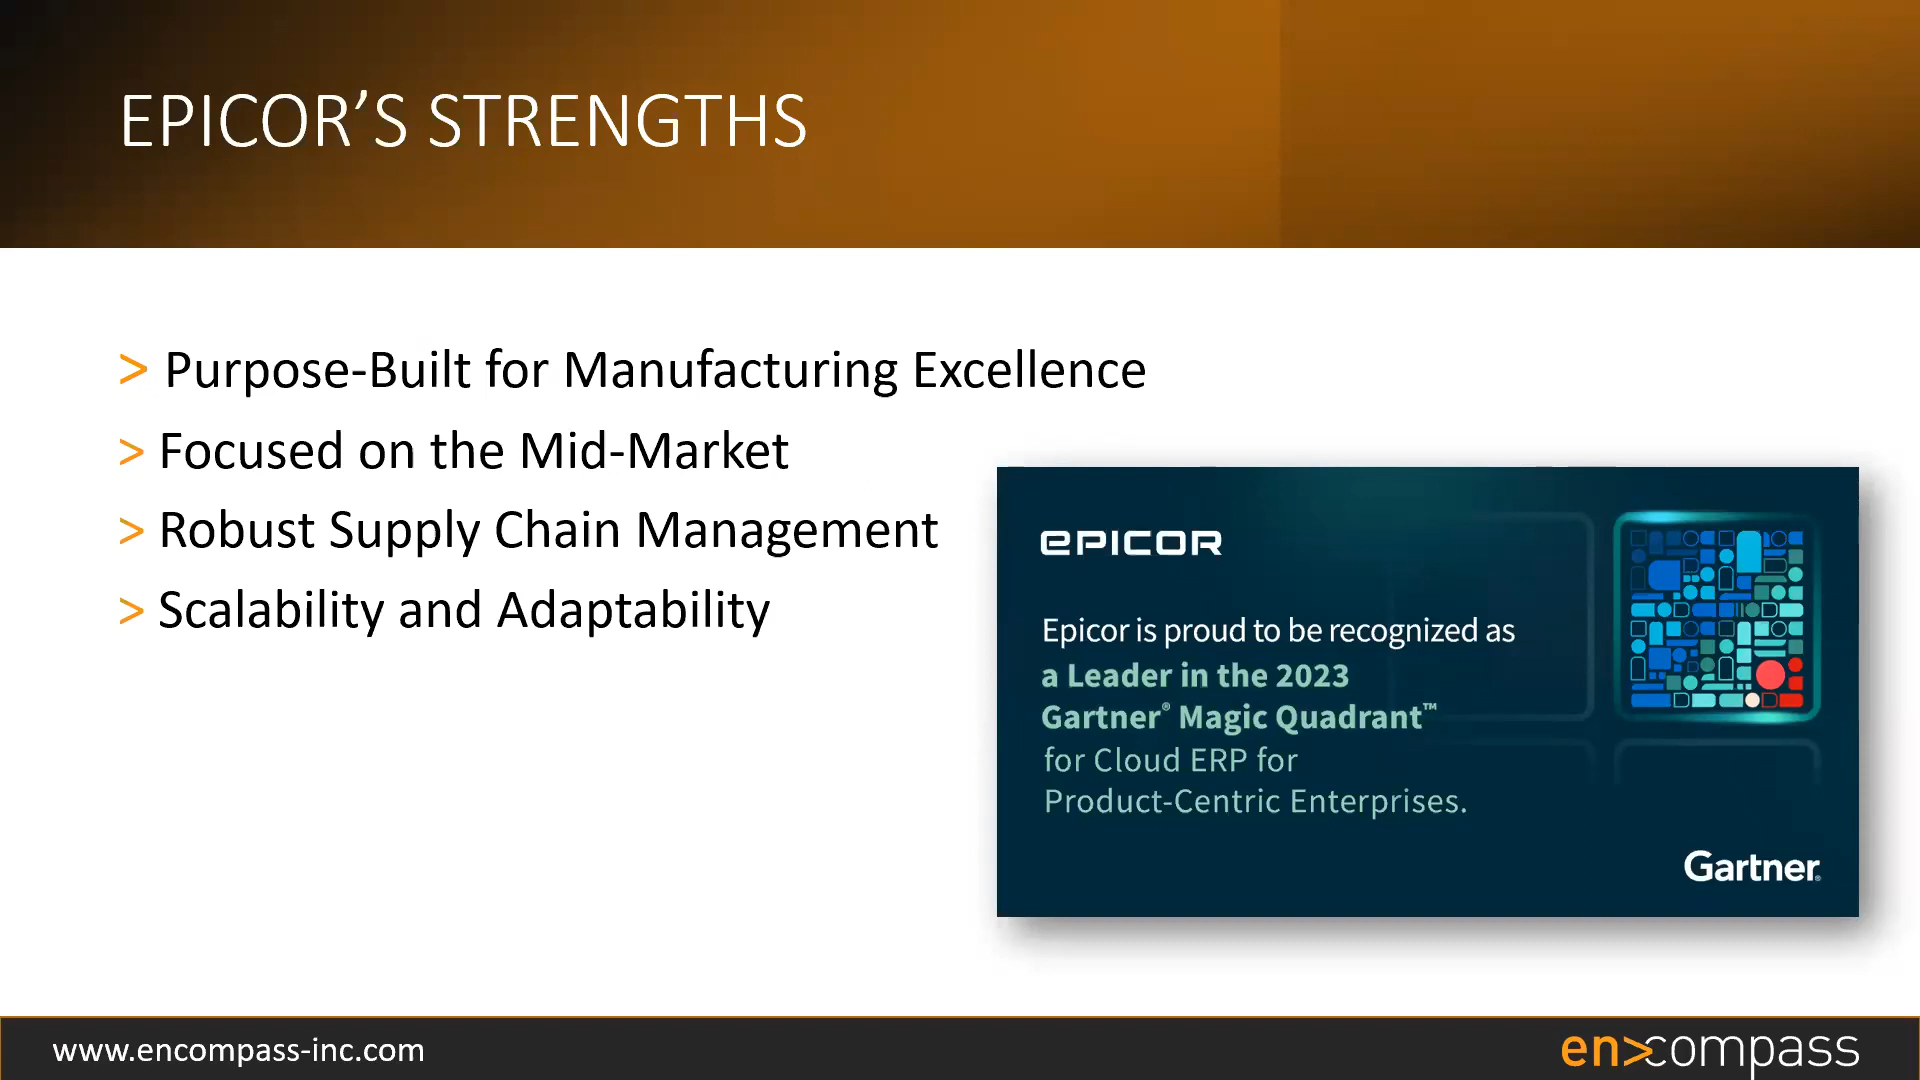 EPICOR’S STRENGTHS
> Purpose-Built for Manufacturing Excellence
> Focused on the Mid-Market
> Robust Supply Chain Management
> Scalability and Adaptability
EPICOR
Epicor is proud to be recognized as
a Leader in the 2023
Gartner® Magic Quadrant™
for Cloud ERP for
Product-Centric Enterprises.
Gartner®
www.encompass-inc.com
en>compass